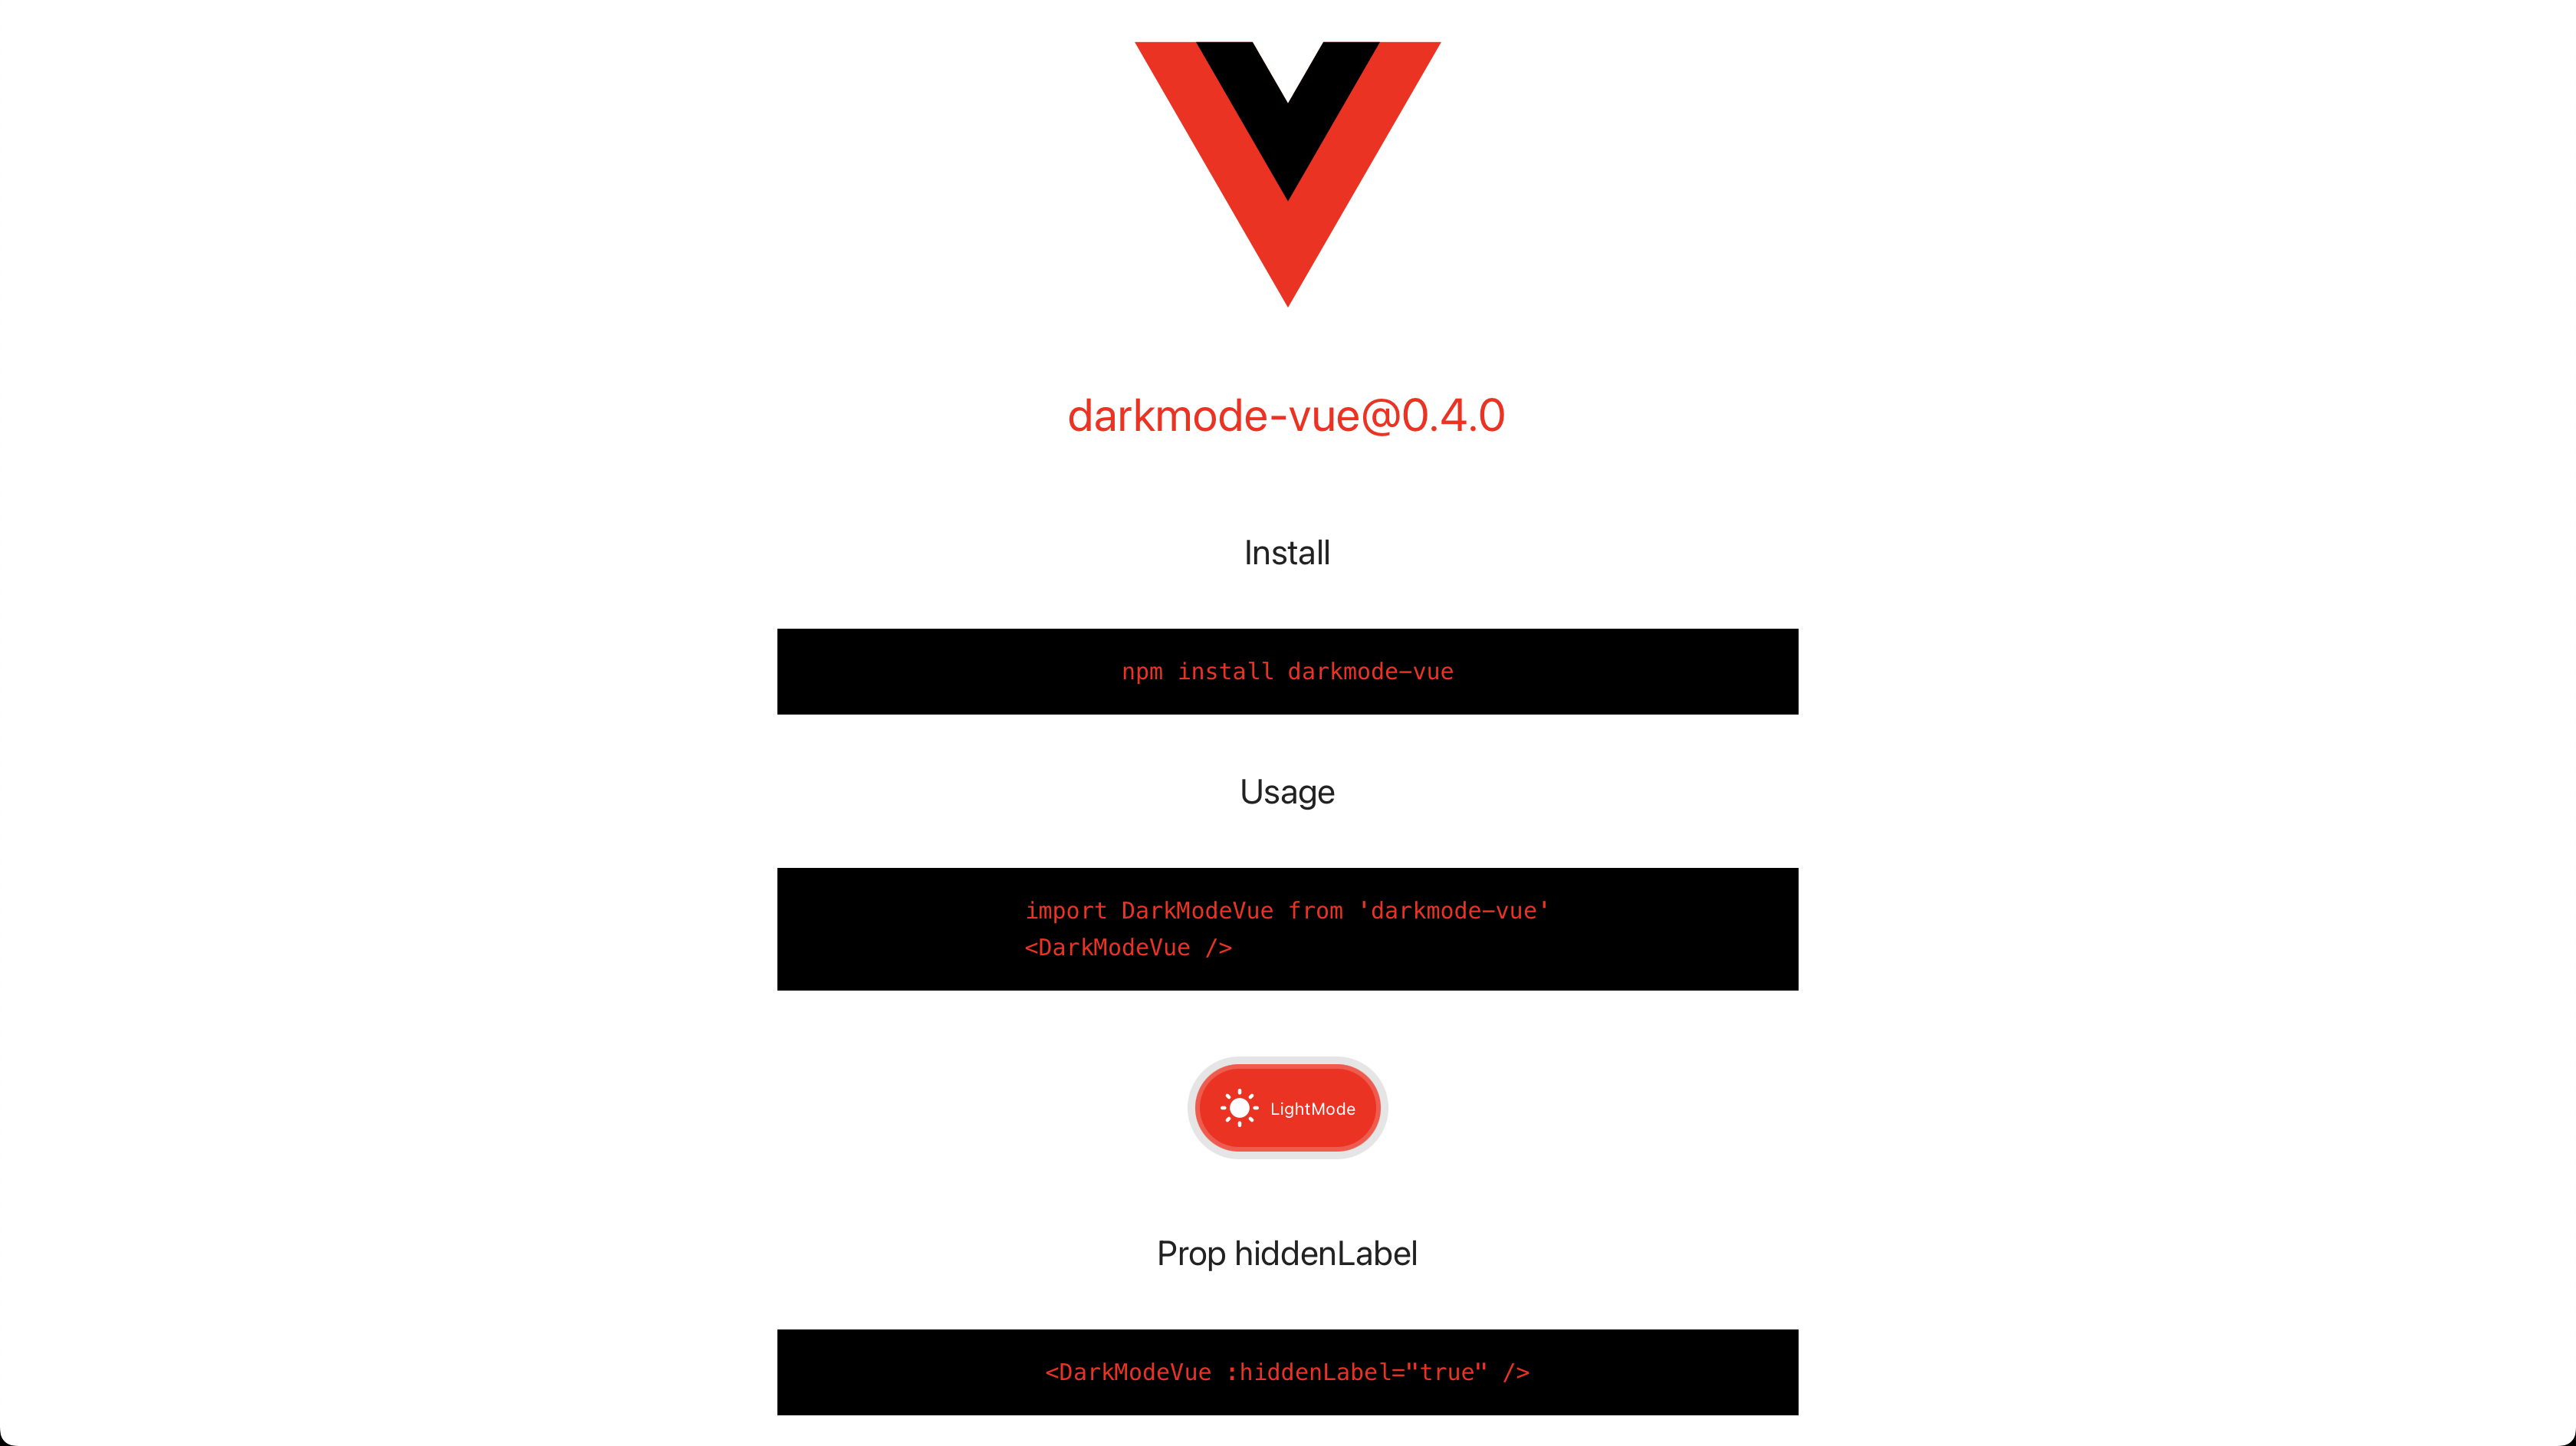 darkmode-vue@0.4.0
Install
npm install darkmode-vue
Usage
import DarkModeVue from 'darkmode-vue'
<DarkModeVue />
LightMode
Prop hiddenLabel
<DarkModeVue :hiddenLabel="true" />